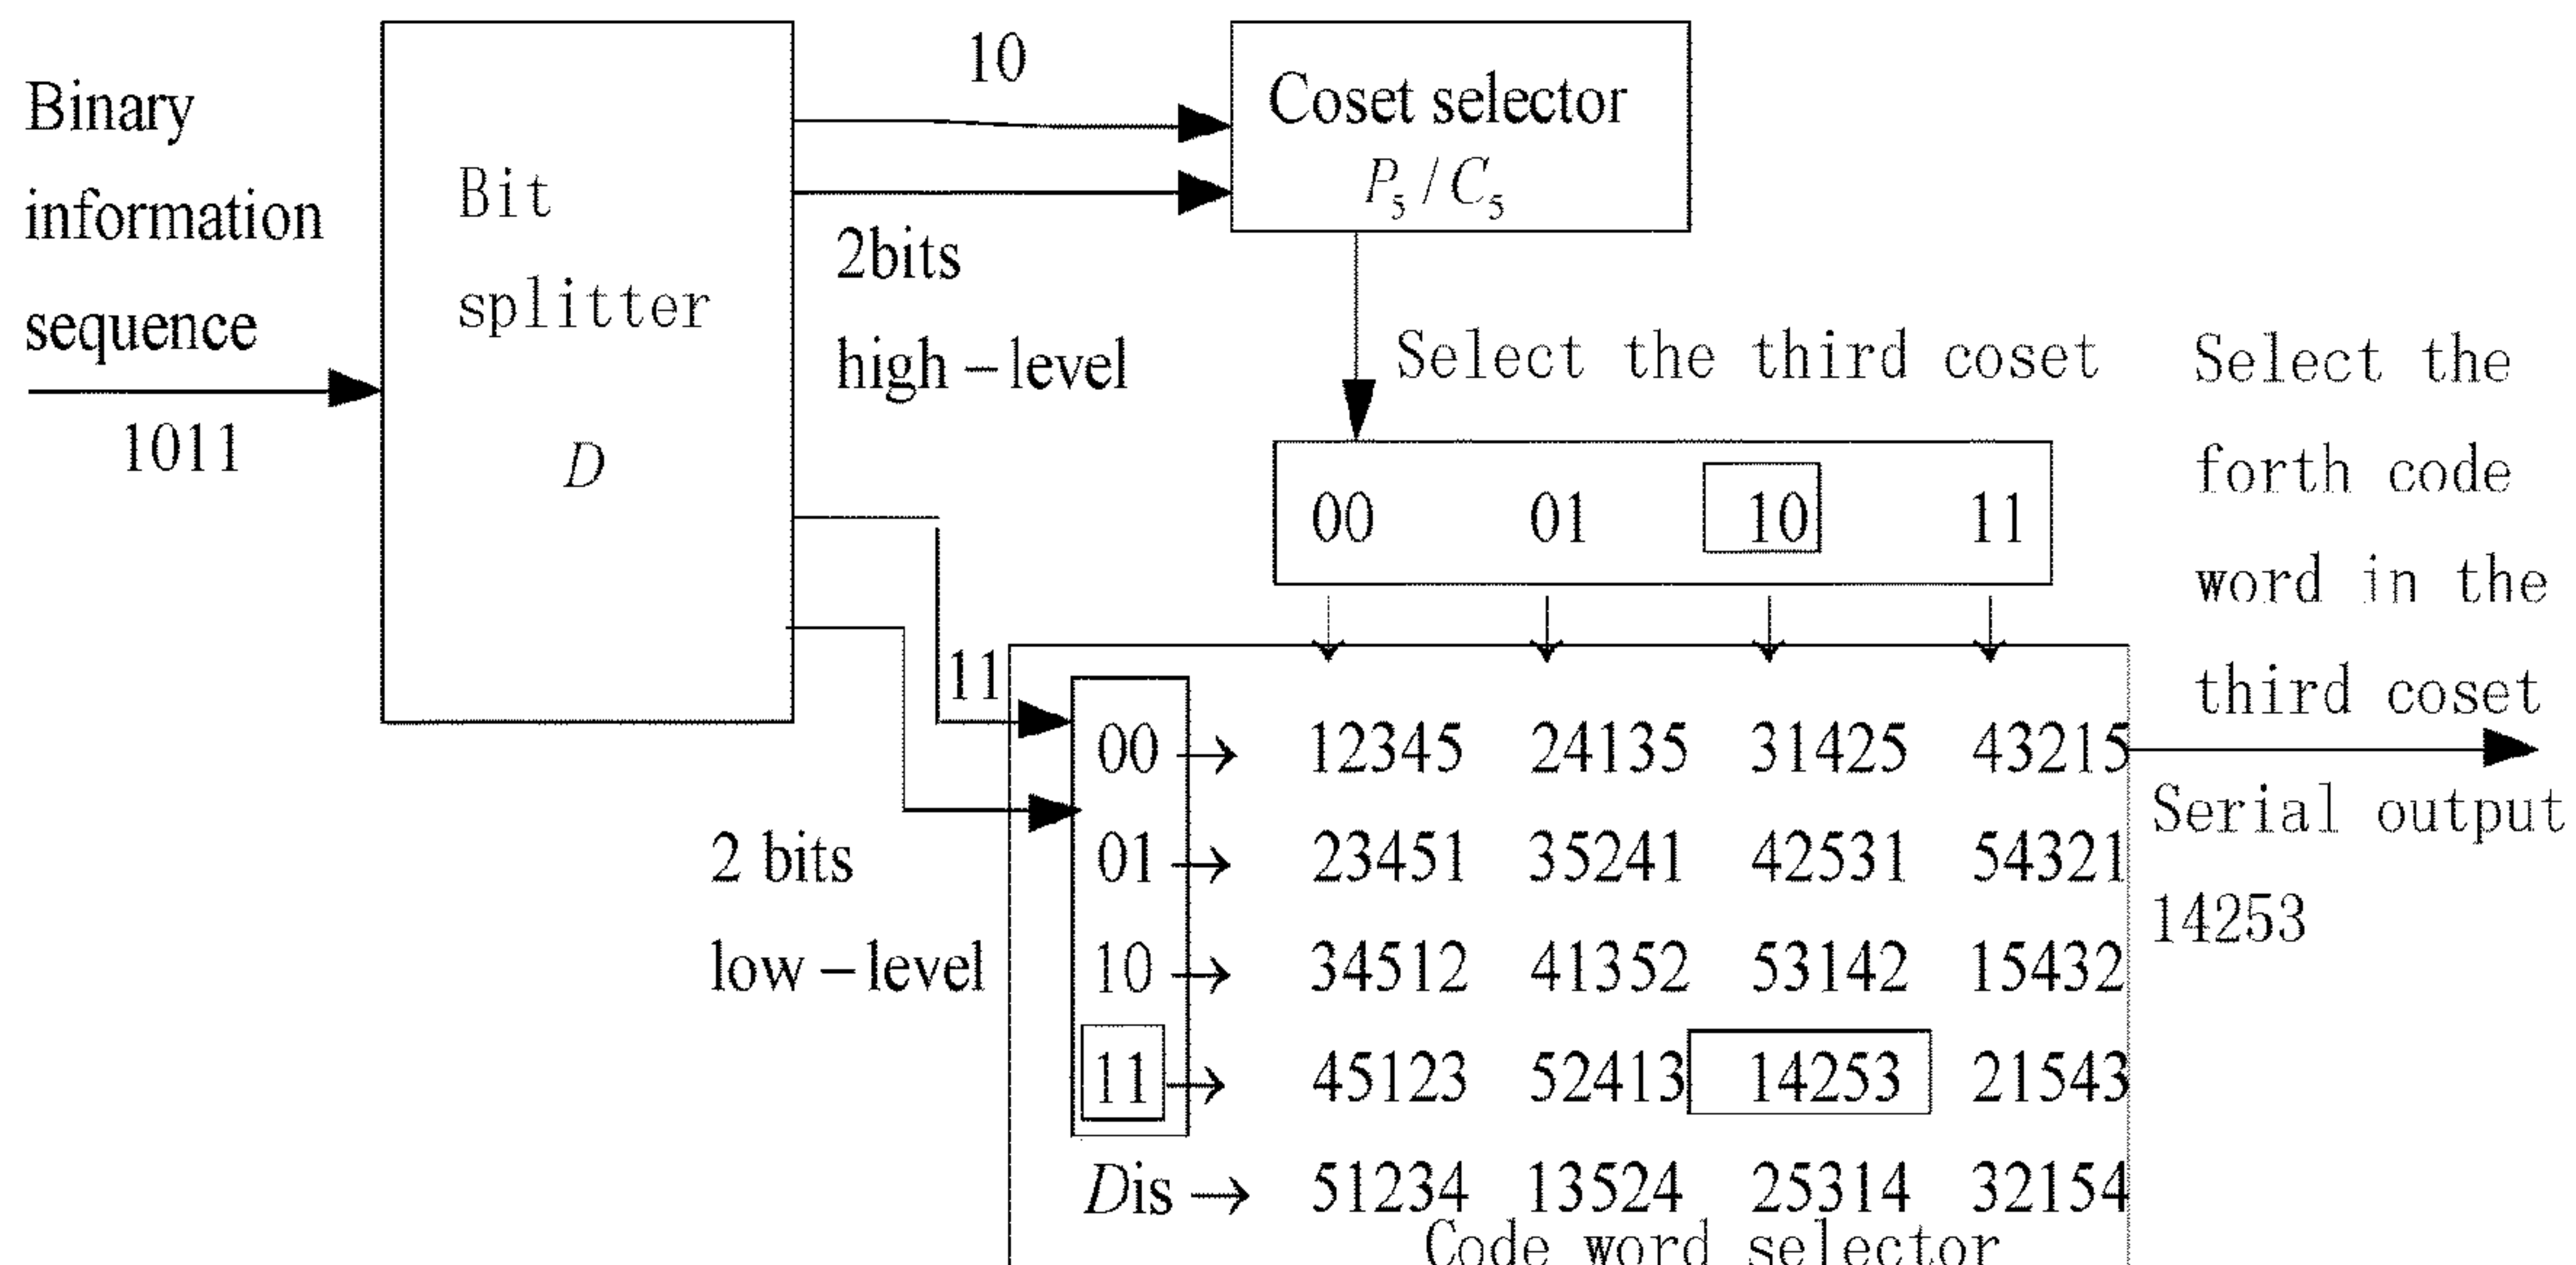 Binary
information
sequence
1011
Bit
splitter
D
10
2bits
high – level
Coset selector
P5 / C5
Select the third coset
00 01 10 11
11
2 bits
low – level
00 → 12345 24135 31425 43215
01 → 23451 35241 42531 54321
10 → 34512 41352 53142 15432
11 → 45123 52413 14253 21543
Dis → 51234 13524 25314 32154
Code word selector
Select the
forth code
word in the
third coset
Serial output
14253